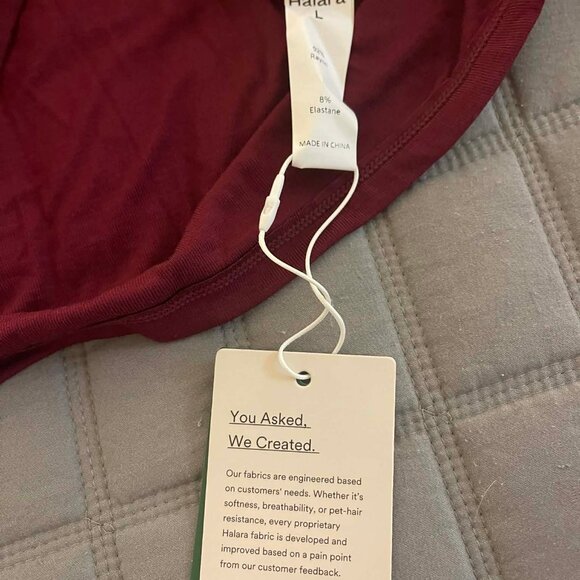 Halara
L
8%
Elastane
MADE IN CHINA
You Asked,
We Created.
Our fabrics are engineered based
on customers' needs. Whether it's
softness, breathability, or pet-hair
resistance, every proprietary
Halara fabric is developed and
improved based on a pain point
from our customer feedback.